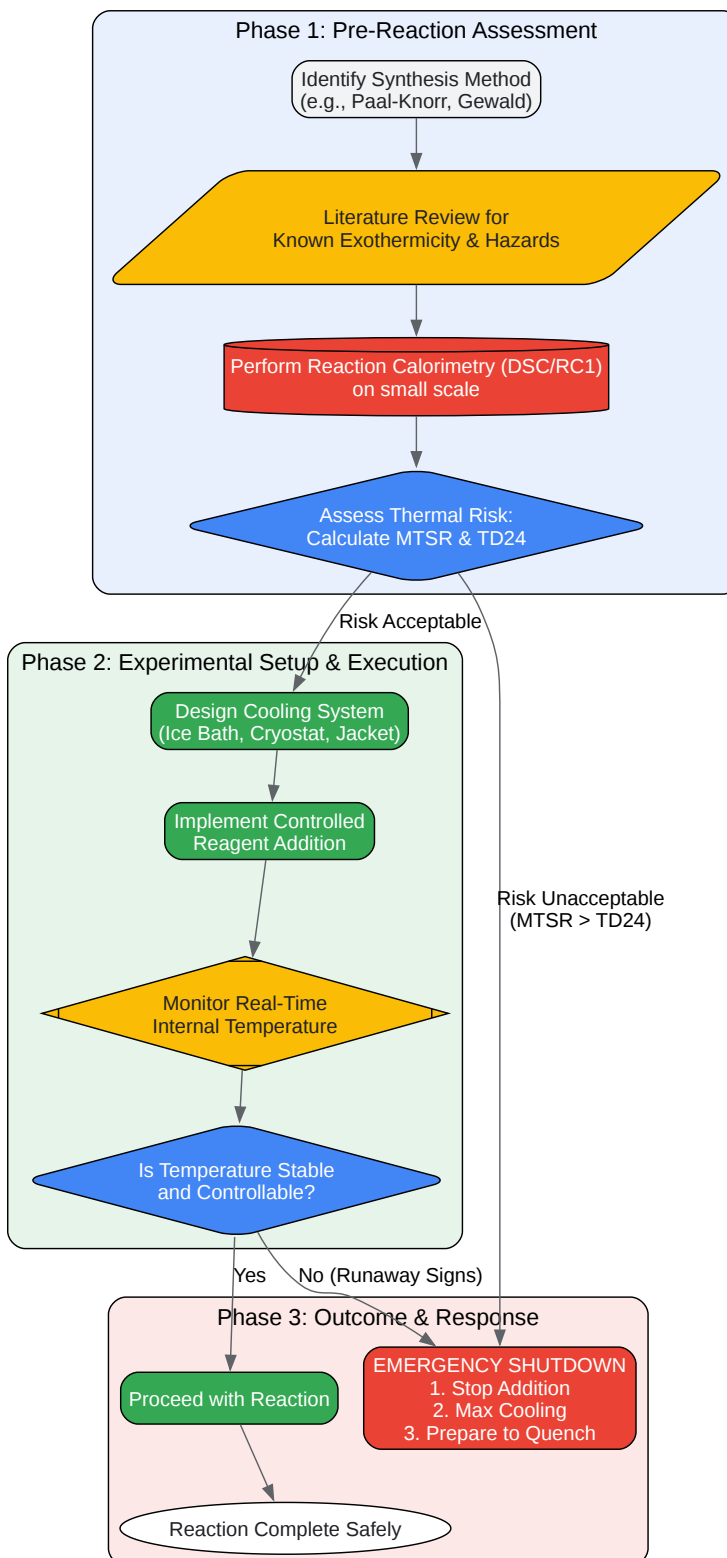 Phase 1: Pre-Reaction Assessment
Identify Synthesis Method
(e.g., Paal-Knorr, Gewald)
Literature Review for
Known Exothermicity & Hazards
Perform Reaction Calorimetry (DSC/RC1)
on small scale
Assess Thermal Risk:
Calculate MTSR & TD24
Risk Acceptable
Phase 2: Experimental Setup & Execution
Design Cooling System
(Ice Bath, Cryostat, Jacket)
Implement Controlled
Reagent Addition
Risk Unacceptable
(MTSR > TD24)
Monitor Real-Time
Internal Temperature
Is Temperature Stable
and Controllable?
Yes
No (Runaway Signs)
Phase 3: Outcome & Response
EMERGENCY SHUTDOWN
1. Stop Addition
2. Max Cooling
3. Prepare to Quench
Proceed with Reaction
Reaction Complete Safely